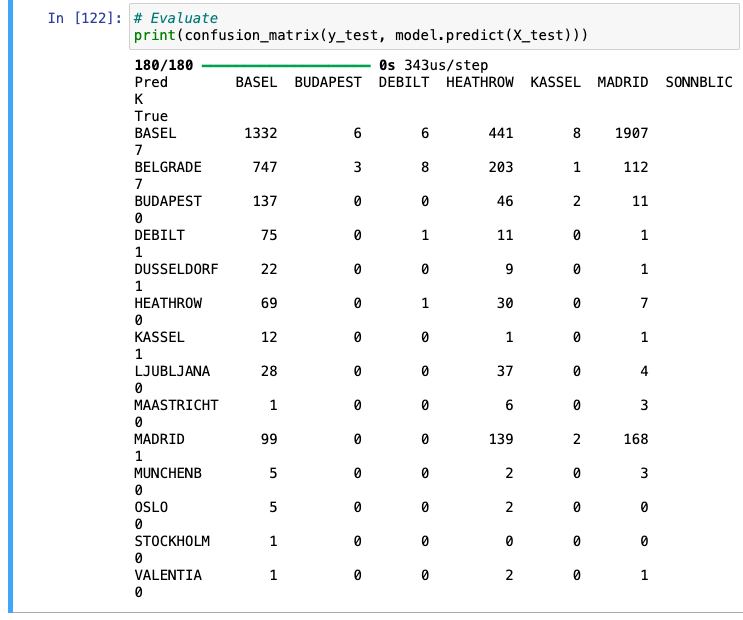 In [122]: # Evaluate
print(confusion_matrix(y_test, model.predict(X_test)))
180/180 ━━━━━━━━━━━━━━━━━━━━ 0s 343us/step
Pred        BASEL  BUDAPEST  DEBILT  HEATHROW  KASSEL  MADRID  SONNBLIC
K
True
BASEL        1332         6       6       441       8    1907
7
BELGRADE      747         3       8       203       1     112
7
BUDAPEST      137         0       0        46       2      11
0
DEBILT         75         0       1        11       0       1
1
DUSSELDORF     22         0       0         9       0       1
1
HEATHROW       69         0       1        30       0       7
0
KASSEL         12         0       0         1       0       1
1
LJUBLJANA      28         0       0        37       0       4
0
MAASTRICHT      1         0       0         6       0       3
0
MADRID         99         0       0       139       2     168
1
MUNCHENB        5         0       0         2       0       3
0
OSLO            5         0       0         2       0       0
0
STOCKHOLM       1         0       0         0       0       0
0
VALENTIA        1         0       0         2       0       1
0